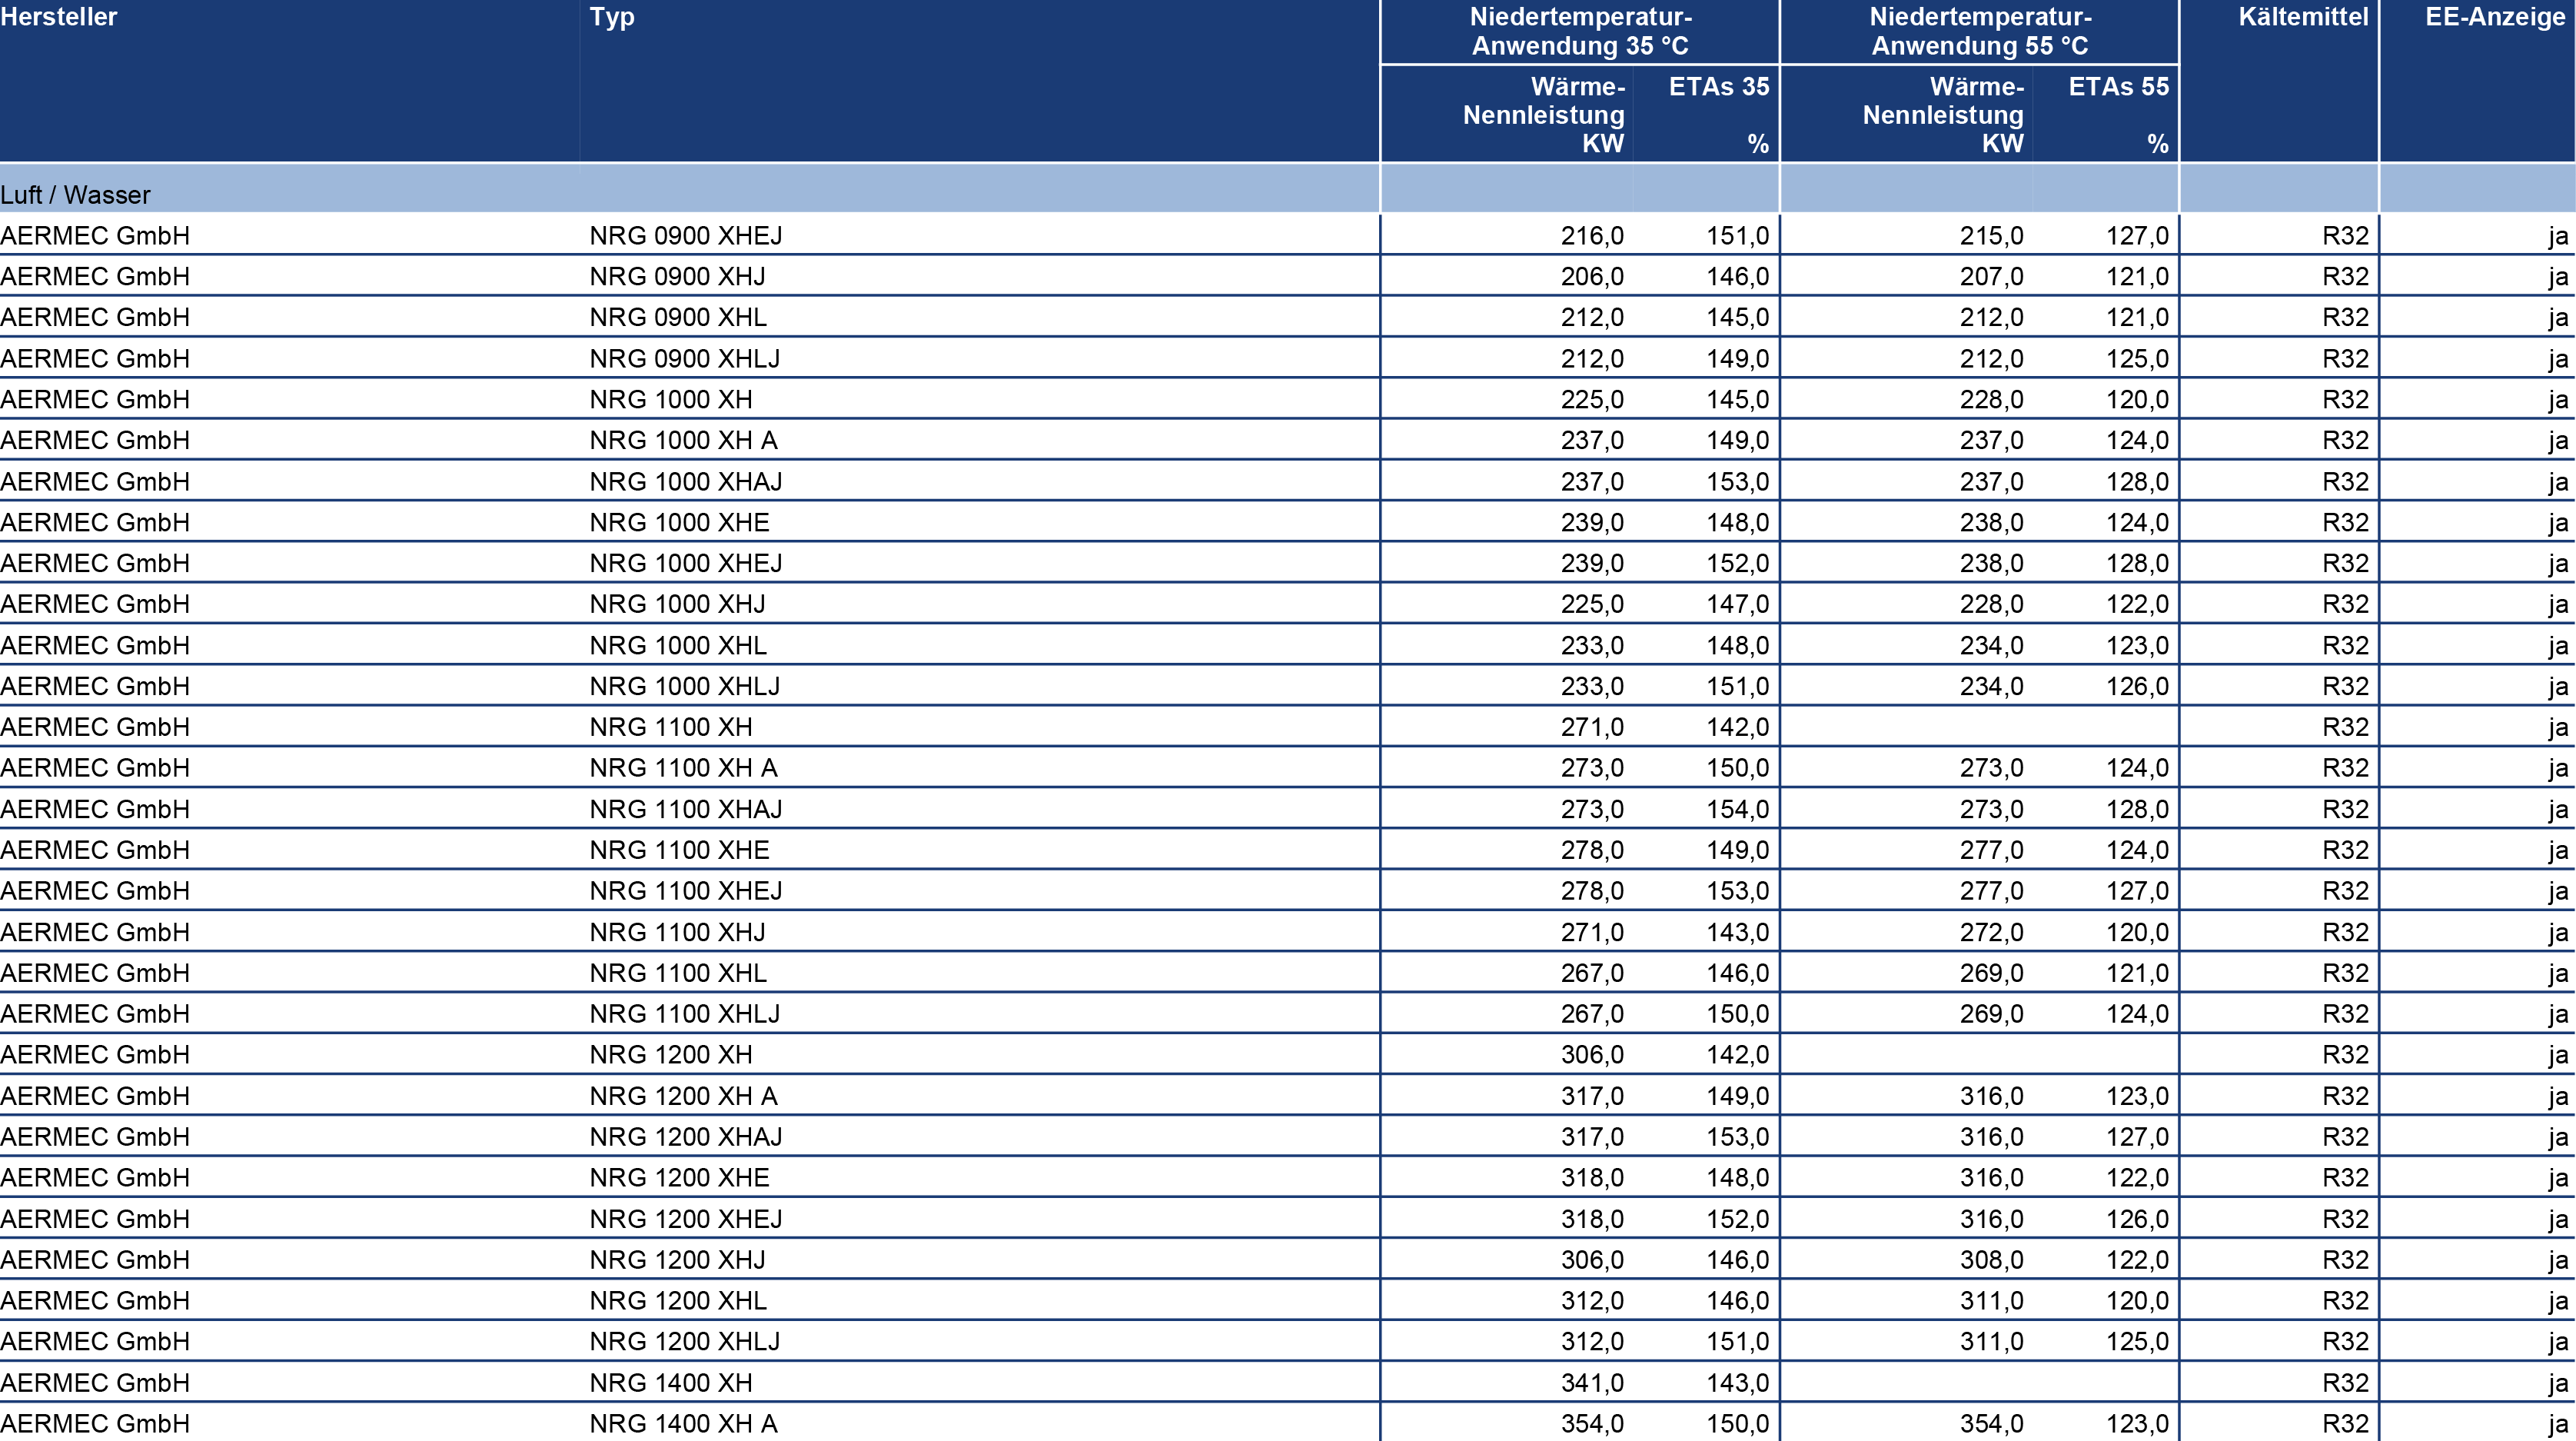 Hersteller Typ Niedertemperatur- Niedertemperatur- Kältemittel EE-Anzeige
Anwendung 35 °C Anwendung 55 °C
Wärme- ETAs 35 Wärme- ETAs 55
Nennleistung Nennleistung
KW % KW %
Luft / Wasser
AERMEC GmbH NRG 0900 XHEJ 216,0 151,0 215,0 127,0 R32 ja
AERMEC GmbH NRG 0900 XHJ 206,0 146,0 207,0 121,0 R32 ja
AERMEC GmbH NRG 0900 XHL 212,0 145,0 212,0 121,0 R32 ja
AERMEC GmbH NRG 0900 XHLJ 212,0 149,0 212,0 125,0 R32 ja
AERMEC GmbH NRG 1000 XH 225,0 145,0 228,0 120,0 R32 ja
AERMEC GmbH NRG 1000 XH A 237,0 149,0 237,0 124,0 R32 ja
AERMEC GmbH NRG 1000 XHAJ 237,0 153,0 237,0 128,0 R32 ja
AERMEC GmbH NRG 1000 XHE 239,0 148,0 238,0 124,0 R32 ja
AERMEC GmbH NRG 1000 XHEJ 239,0 152,0 238,0 128,0 R32 ja
AERMEC GmbH NRG 1000 XHJ 225,0 147,0 228,0 122,0 R32 ja
AERMEC GmbH NRG 1000 XHL 233,0 148,0 234,0 123,0 R32 ja
AERMEC GmbH NRG 1000 XHLJ 233,0 151,0 234,0 126,0 R32 ja
AERMEC GmbH NRG 1100 XH 271,0 142,0 R32 ja
AERMEC GmbH NRG 1100 XH A 273,0 150,0 273,0 124,0 R32 ja
AERMEC GmbH NRG 1100 XHAJ 273,0 154,0 273,0 128,0 R32 ja
AERMEC GmbH NRG 1100 XHE 278,0 149,0 277,0 124,0 R32 ja
AERMEC GmbH NRG 1100 XHEJ 278,0 153,0 277,0 127,0 R32 ja
AERMEC GmbH NRG 1100 XHJ 271,0 143,0 272,0 120,0 R32 ja
AERMEC GmbH NRG 1100 XHL 267,0 146,0 269,0 121,0 R32 ja
AERMEC GmbH NRG 1100 XHLJ 267,0 150,0 269,0 124,0 R32 ja
AERMEC GmbH NRG 1200 XH 306,0 142,0 R32 ja
AERMEC GmbH NRG 1200 XH A 317,0 149,0 316,0 123,0 R32 ja
AERMEC GmbH NRG 1200 XHAJ 317,0 153,0 316,0 127,0 R32 ja
AERMEC GmbH NRG 1200 XHE 318,0 148,0 316,0 122,0 R32 ja
AERMEC GmbH NRG 1200 XHEJ 318,0 152,0 316,0 126,0 R32 ja
AERMEC GmbH NRG 1200 XHJ 306,0 146,0 308,0 122,0 R32 ja
AERMEC GmbH NRG 1200 XHL 312,0 146,0 311,0 120,0 R32 ja
AERMEC GmbH NRG 1200 XHLJ 312,0 151,0 311,0 125,0 R32 ja
AERMEC GmbH NRG 1400 XH 341,0 143,0 R32 ja
AERMEC GmbH NRG 1400 XH A 354,0 150,0 354,0 123,0 R32 ja